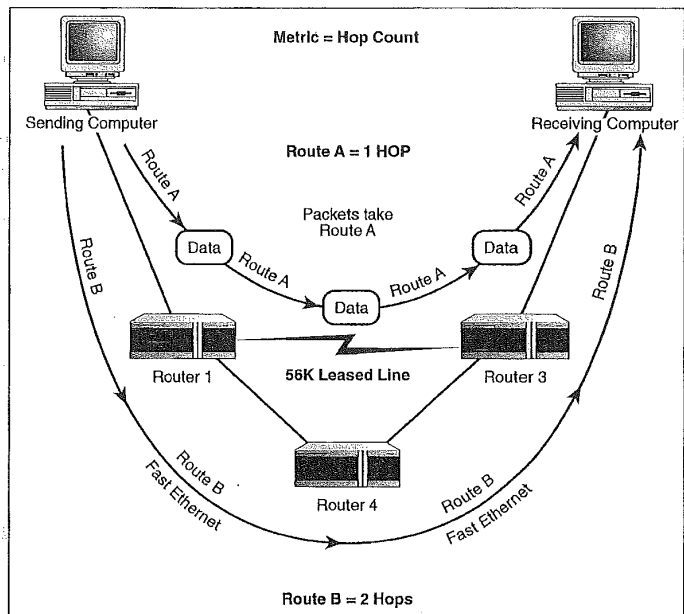 Metric = Hop Count
Sending Computer
Receiving Computer
Route A = 1 HOP
Route A
Route A
Packets take
Route A
Data
Data
Route A
Route A
Data
Route B
Route B
Router 1
Router 3
56K Leased Line
Router 4
Route B
Fast Ethernet
Route B
Fast Ethernet
Route B = 2 Hops